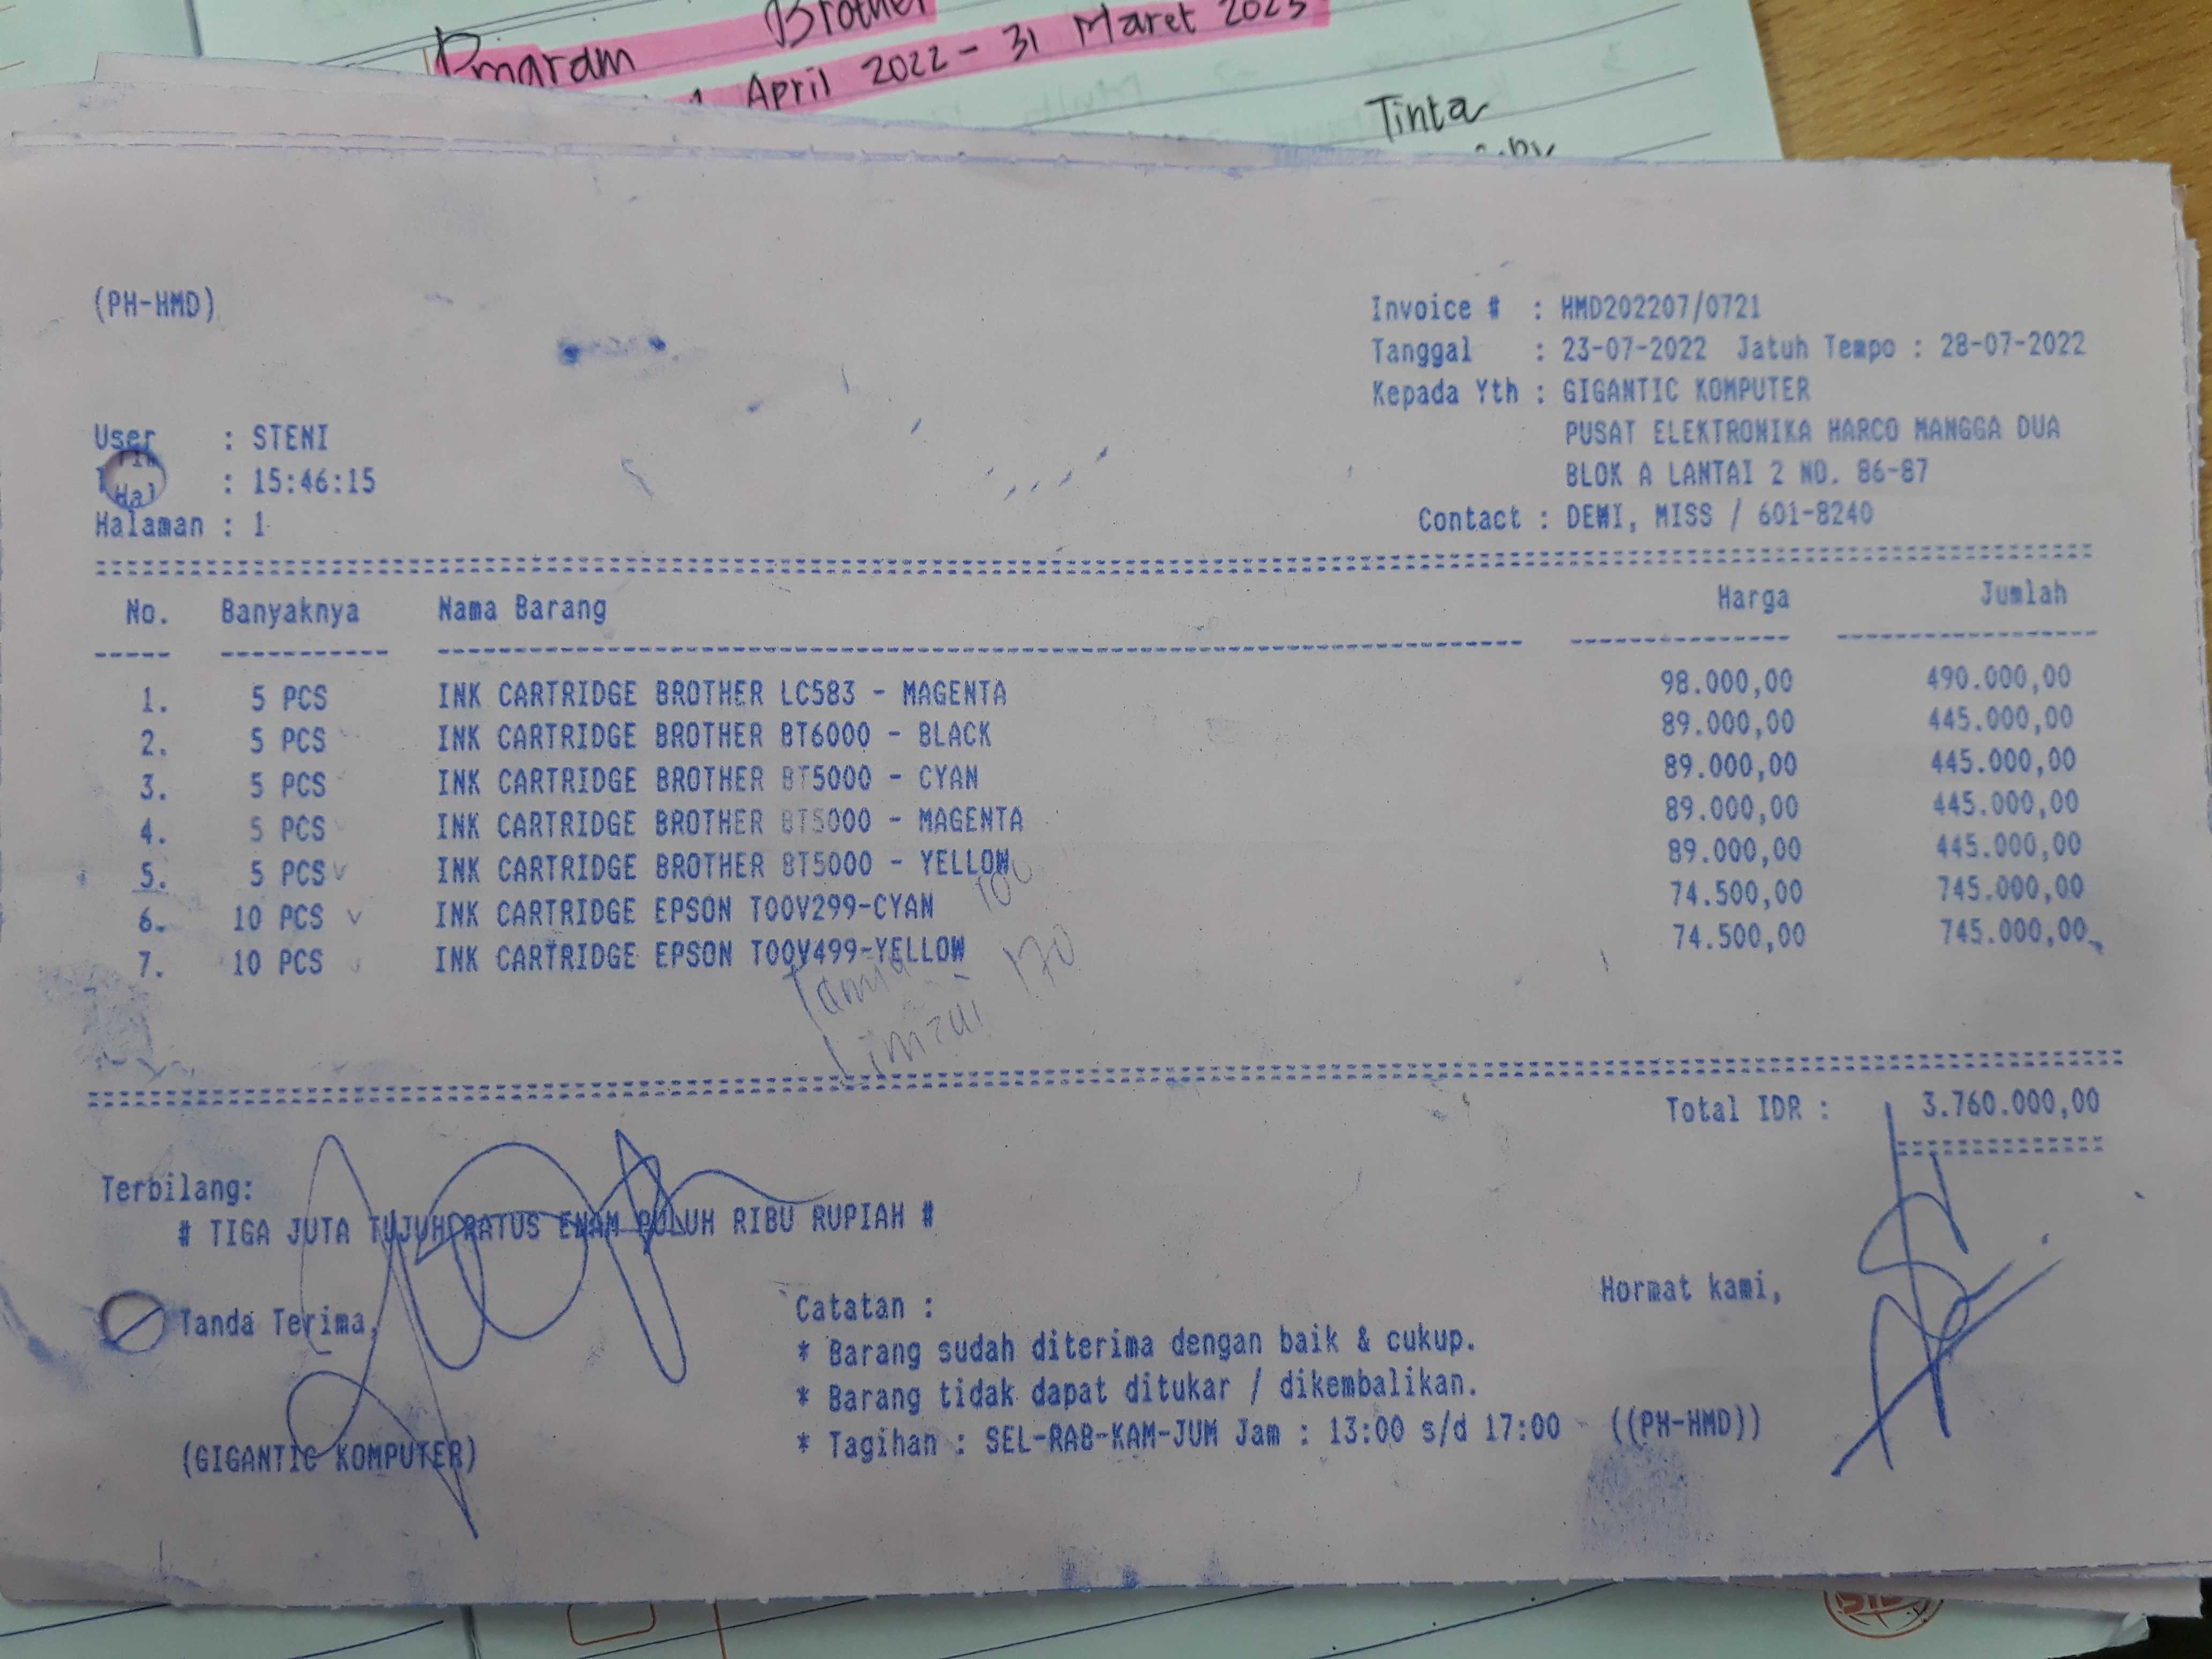 Brother
April 2022 - 31 Maret 2023
Tinta
(PH-HMD)
Invoice # : HMD202207/0721
Tanggal : 23-07-2022 Jatuh Tempo : 28-07-2022
Kepada Yth : GIGANTIC KOMPUTER
PUSAT ELEKTRONIKA HARCO MANGGA DUA
BLOK A LANTAI 2 NO. 86-87
Contact : DEWI, MISS / 601-8240
User : STENI
: 15:46:15
Halaman : 1
No. Banyaknya Nama Barang Harga Jumlah
1. 5 PCS INK CARTRIDGE BROTHER LC583 - MAGENTA 98.000,00 490.000,00
2. 5 PCS INK CARTRIDGE BROTHER BT6000 - BLACK 89.000,00 445.000,00
3. 5 PCS INK CARTRIDGE BROTHER BT5000 - CYAN 89.000,00 445.000,00
4. 5 PCS INK CARTRIDGE BROTHER BT5000 - MAGENTA 89.000,00 445.000,00
5. 5 PCS INK CARTRIDGE BROTHER BT5000 - YELLOW 89.000,00 445.000,00
6. 10 PCS INK CARTRIDGE EPSON T00V299-CYAN 74.500,00 745.000,00
7. 10 PCS INK CARTRIDGE EPSON T00V499-YELLOW 74.500,00 745.000,00
100
170
Total IDR : 3.760.000,00
Terbilang:
# TIGA JUTA TUJUH RATUS ENAM PULUH RIBU RUPIAH #
Tanda Terima,
(GIGANTIC KOMPUTER)
Catatan :
* Barang sudah diterima dengan baik & cukup.
* Barang tidak dapat ditukar / dikembalikan.
* Tagihan : SEL-RAB-KAM-JUM Jam : 13:00 s/d 17:00
Hormat kami,
((PH-HMD))